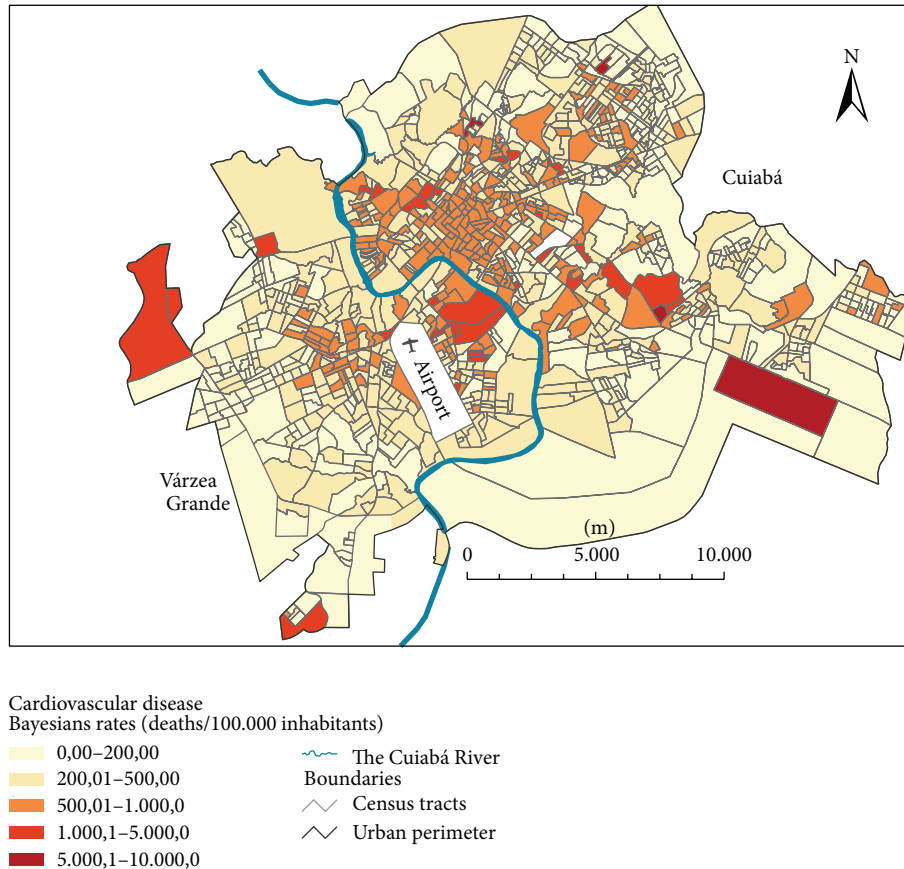 N
Cuiabá
Airport
Várzea
Grande
(m)
0 5.000 10.000
Cardiovascular disease
Bayesians rates (deaths/100.000 inhabitants)
0,00–200,00
200,01–500,00
500,01–1.000,0
1.000,1–5.000,0
5.000,1–10.000,0
The Cuiabá River
Boundaries
Census tracts
Urban perimeter